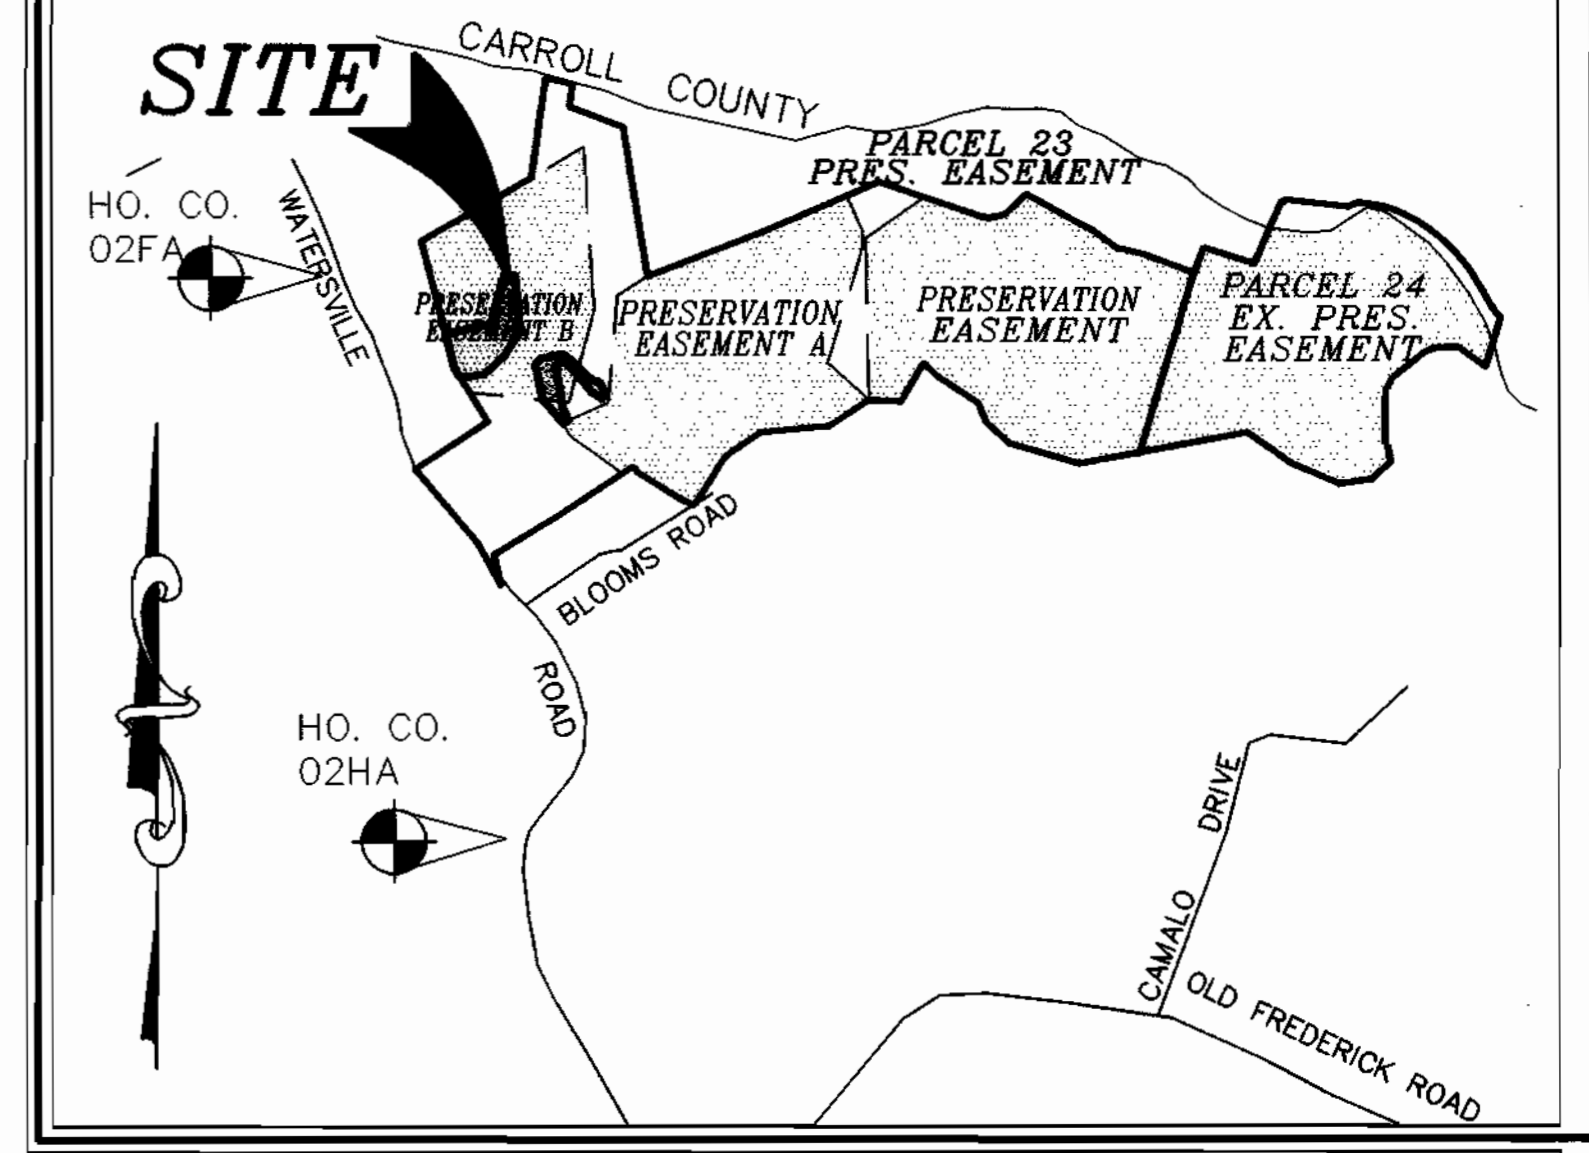 SITE
CARROLL COUNTY
PARCEL 23
PRES. EASEMENT
HO. CO.
02FA
WATERSVILLE
PRESERVATION
EASEMENT B
PRESERVATION
EASEMENT A
PRESERVATION
EASEMENT
PARCEL 24
EX. PRES.
EASEMENT
BLOOMS ROAD
ROAD
HO. CO.
02HA
CAMALO DRIVE
OLD FREDERICK ROAD